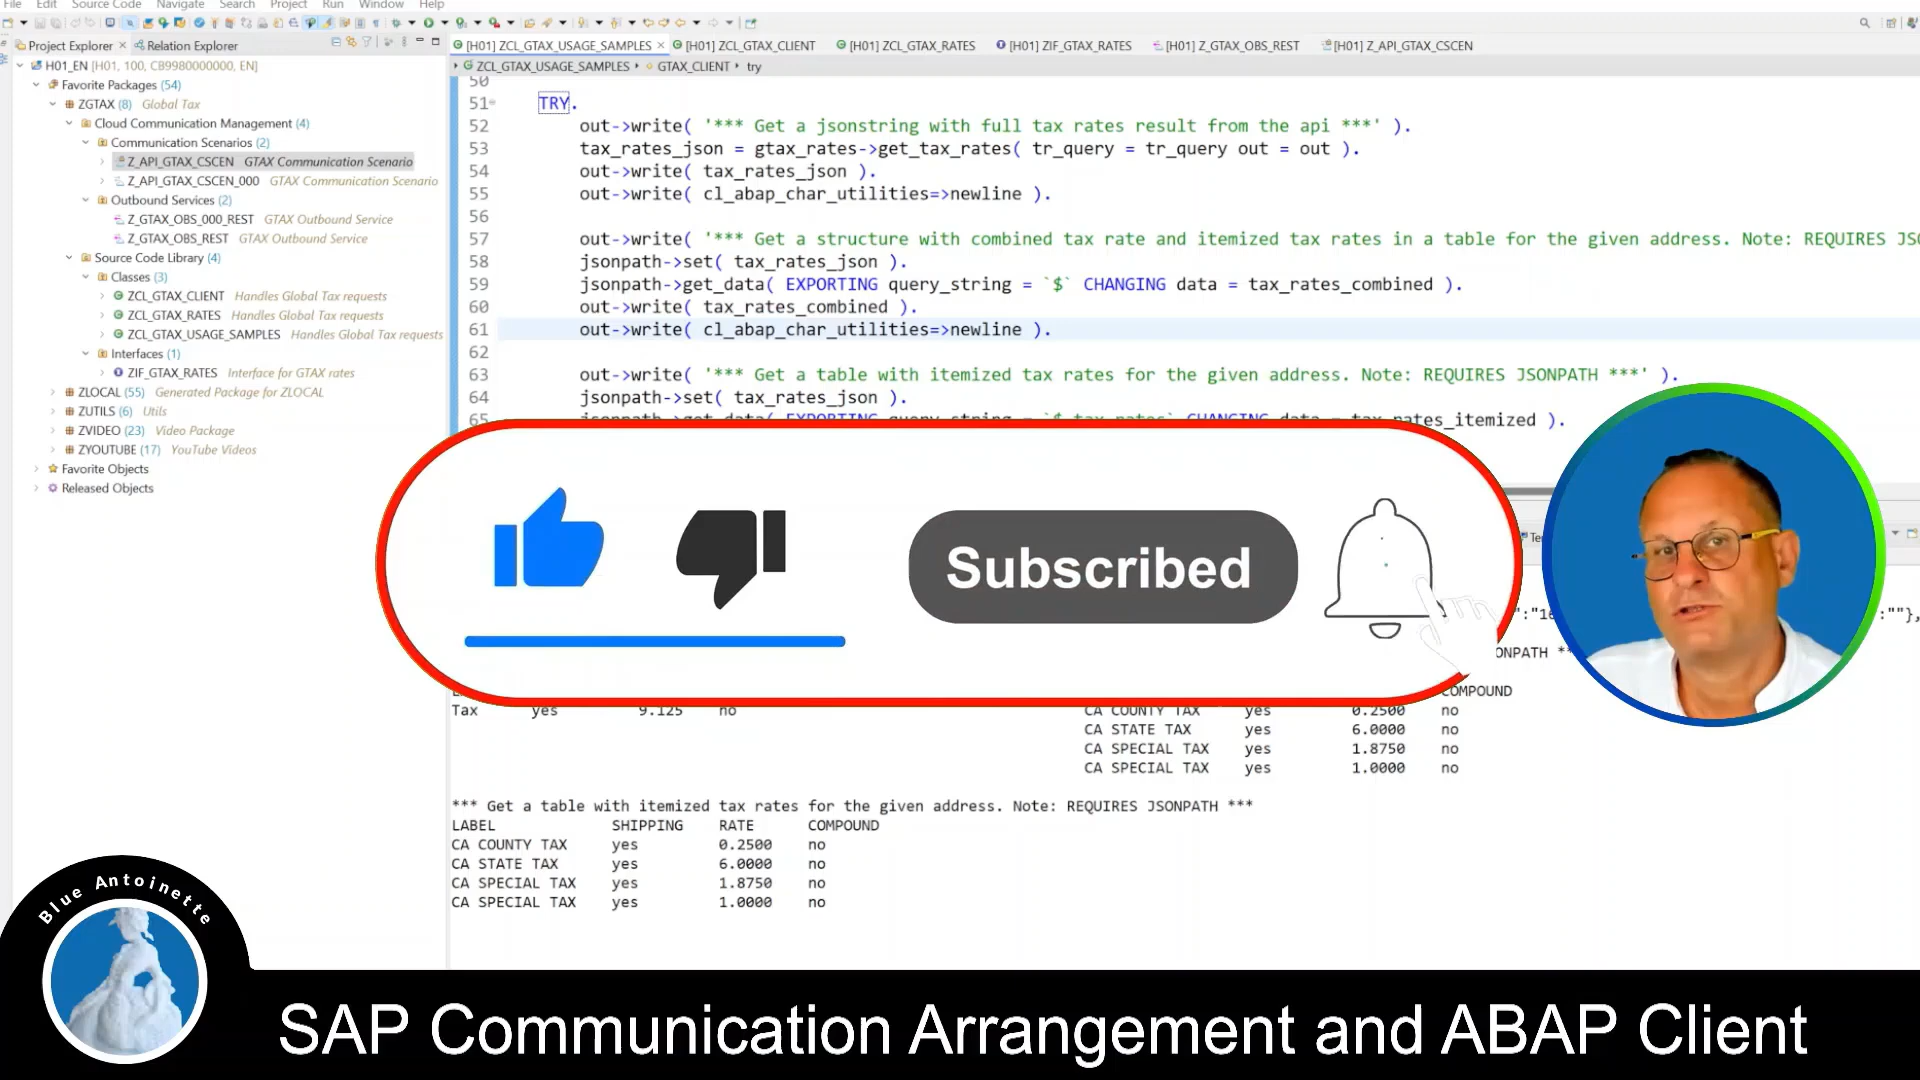 File Edit Source Code Navigate Search Project Run Window Help
Project Explorer
Relation Explorer
[H01] ZCL_GTAX_USAGE_SAMPLES
[H01] ZCL_GTAX_CLIENT
[H01] ZCL_GTAX_RATES
[H01] ZIF_GTAX_RATES
[H01] Z_GTAX_OBS_REST
[H01] Z_API_GTAX_CSCEN
ZCL_GTAX_USAGE_SAMPLES
GTAX_CLIENT
try
H01_EN [H01, 100, CB9980000000, EN]
Favorite Packages (54)
ZGTAX (8) Global Tax
Cloud Communication Management (4)
Communication Scenarios (2)
Z_API_GTAX_CSCEN GTAX Communication Scenario
Z_API_GTAX_CSCEN_000 GTAX Communication Scenario
Outbound Services (2)
Z_GTAX_OBS_000_REST GTAX Outbound Service
Z_GTAX_OBS_REST GTAX Outbound Service
Source Code Library (4)
Classes (3)
ZCL_GTAX_CLIENT Handles Global Tax requests
ZCL_GTAX_RATES Handles Global Tax requests
ZCL_GTAX_USAGE_SAMPLES Handles Global Tax requests
Interfaces (1)
ZIF_GTAX_RATES Interface for GTAX rates
ZLOCAL (55) Generated Package for ZLOCAL
ZUTILS (6) Utils
ZVIDEO (23) Video Package
ZYOUTUBE (17) YouTube Videos
Favorite Objects
Released Objects
50
51 TRY.
52 out->write( '*** Get a jsonstring with full tax rates result from the api ***' ).
53 tax_rates_json = gtax_rates->get_tax_rates( tr_query = tr_query out = out ).
54 out->write( tax_rates_json ).
55 out->write( cl_abap_char_utilities=>newline ).
56
57 out->write( '*** Get a structure with combined tax rate and itemized tax rates in a table for the given address. Note: REQUIRES JS
58 jsonpath->set( tax_rates_json ).
59 jsonpath->get_data( EXPORTING query_string = `$` CHANGING data = tax_rates_combined ).
60 out->write( tax_rates_combined ).
61 out->write( cl_abap_char_utilities=>newline ).
62
63 out->write( '*** Get a table with itemized tax rates for the given address. Note: REQUIRES JSONPATH ***' ).
64 jsonpath->set( tax_rates_json ).
65 jsonpath->get_data( EXPORTING query_string = `$.tax_rates` CHANGING data = tax_rates_itemized ).
Subscribed
:""},
ONPATH **
COMPOUND
Tax yes 9.125 no CA COUNTY TAX yes 0.2500 no
CA STATE TAX yes 6.0000 no
CA SPECIAL TAX yes 1.8750 no
CA SPECIAL TAX yes 1.0000 no
*** Get a table with itemized tax rates for the given address. Note: REQUIRES JSONPATH ***
LABEL SHIPPING RATE COMPOUND
CA COUNTY TAX yes 0.2500 no
CA STATE TAX yes 6.0000 no
CA SPECIAL TAX yes 1.8750 no
CA SPECIAL TAX yes 1.0000 no
Blue Antoinette
SAP Communication Arrangement and ABAP Client